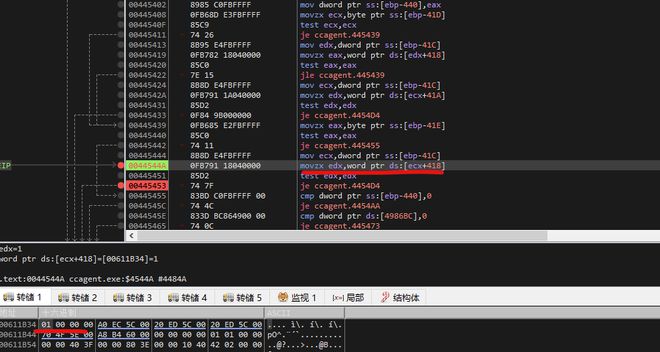 00445402 8985 C0FBFFFF mov dword ptr ss:[ebp-440],eax
00445408 0FB68D E3FBFFFF movzx ecx,byte ptr ss:[ebp-41D]
0044540F 85C9 test ecx,ecx
00445411 74 26 je ccagent.445439
00445413 8B95 E4FBFFFF mov edx,dword ptr ss:[ebp-41C]
00445419 0FB782 18040000 movzx eax,word ptr ds:[edx+418]
00445420 85C0 test eax,eax
00445422 7E 15 jle ccagent.445439
00445424 8B8D E4FBFFFF mov ecx,dword ptr ss:[ebp-41C]
0044542A 0FB791 1A040000 movzx edx,word ptr ds:[ecx+41A]
00445431 85D2 test edx,edx
00445433 0F84 9B000000 je ccagent.4454D4
00445439 0FB685 E2FBFFFF movzx eax,byte ptr ss:[ebp-41E]
00445440 85C0 test eax,eax
00445442 74 11 je ccagent.445455
00445444 8B8D E4FBFFFF mov ecx,dword ptr ss:[ebp-41C]
EIP 0044544A 0FB791 18040000 movzx edx,word ptr ds:[ecx+418]
00445451 85D2 test edx,edx
00445453 74 7F je ccagent.4454D4
00445455 83BD C0FBFFFF 00 cmp dword ptr ss:[ebp-440],0
0044545C 74 4C je ccagent.4454AA
0044545E 833D BC864900 00 cmp dword ptr ds:[4986BC],0
00445465 74 0C je ccagent.445473
edx=1
word ptr ds:[ecx+418]=[00611B34]=1
.text:0044544A ccagent.exe:$4544A #4484A
转储 1 转储 2 转储 3 转储 4 转储 5 监视 1 [x=] 局部 结构体
地址 十六进制 ASCII
00611B34 01 00 00 00 A0 EC 5C 00 20 ED 5C 00 20 ED 5C 00 .... ì\. í\. í\.
00611B44 70 4F 5E 00 A8 B4 60 00 00 00 00 00 01 01 00 00
00611B54 00 00 40 3F 00 00 80 3E 00 00 10 40 42 02 00 00